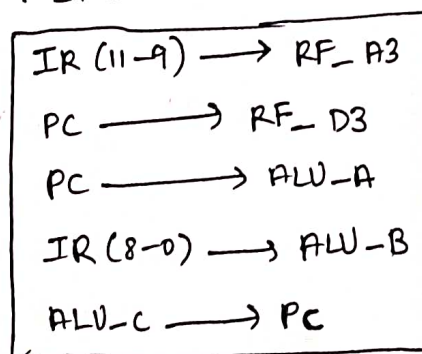 IR (11-9) → RF_A3
PC → RF_D3
PC → ALU-A
IR (8-0) → ALU-B
ALU-C → PC